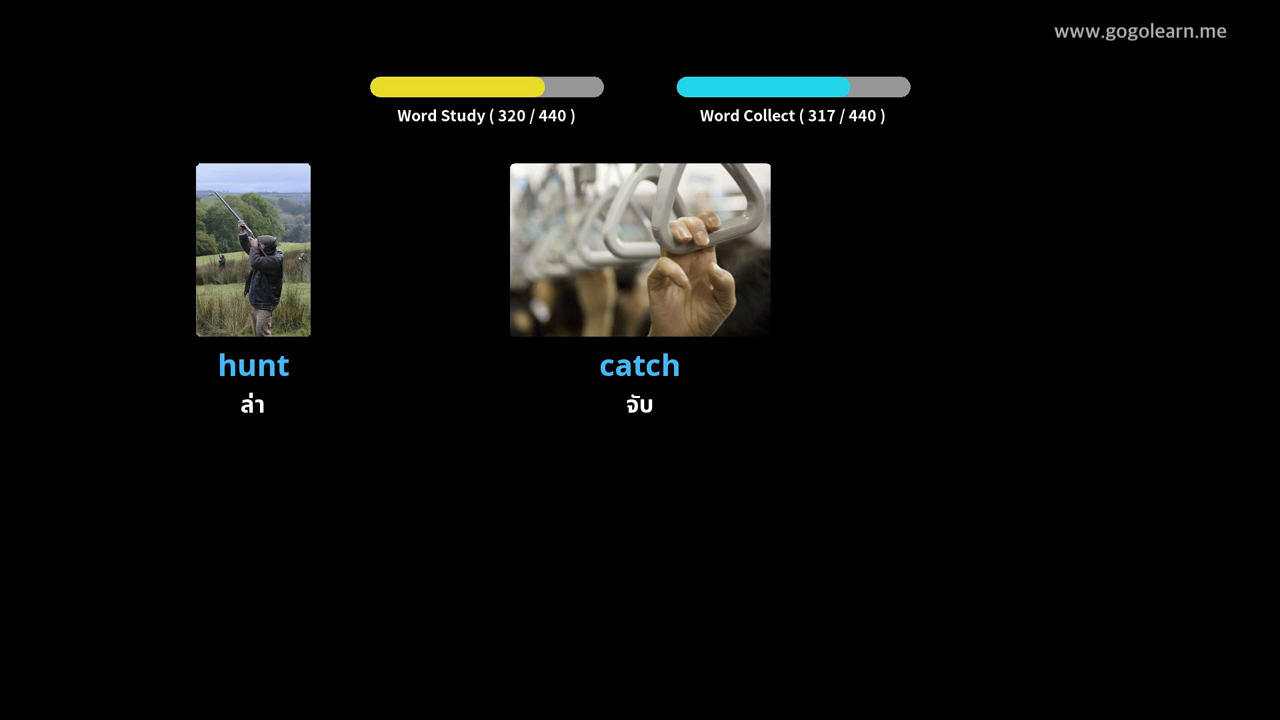 www.gogolearn.me
Word Study ( 320 / 440 )
Word Collect ( 317 / 440 )
hunt
ล่า
catch
จับ